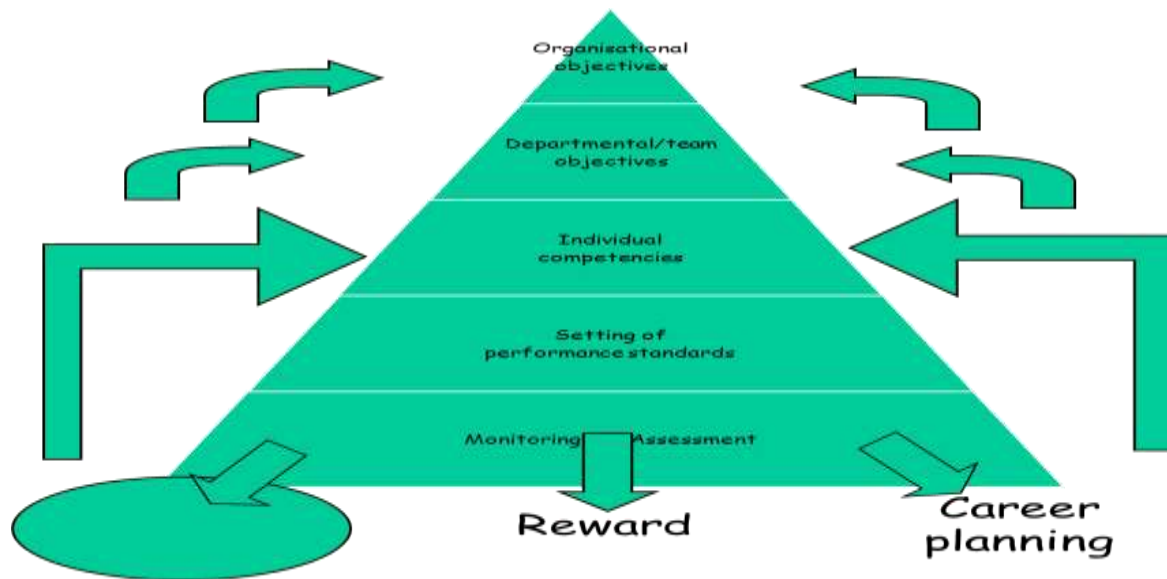 Organisational
objectives
Departmental/team
objectives
Individual
competencies
Setting of
performance standards
Monitoring Assessment
Reward
Career
planning